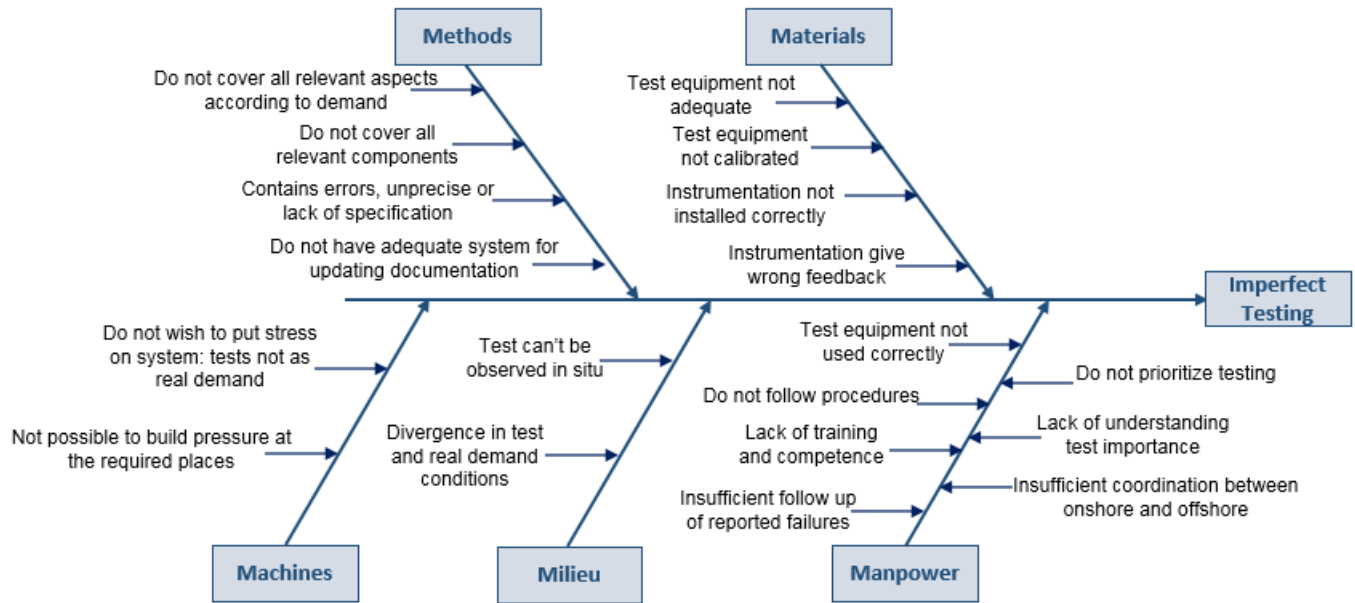 Methods
Materials
Do not cover all relevant aspects
according to demand
Do not cover all
relevant components
Contains errors, unprecise or
lack of specification
Do not have adequate system for
updating documentation
Test equipment not
adequate
Test equipment
not calibrated
Instrumentation not
installed correctly
Instrumentation give
wrong feedback
Imperfect
Testing
Do not wish to put stress
on system: tests not as
real demand
Not possible to build pressure at
the required places
Test can't be
observed in situ
Divergence in test
and real demand
conditions
Test equipment not
used correctly
Do not follow procedures
Lack of training
and competence
Insufficient follow up
of reported failures
Do not prioritize testing
Lack of understanding
test importance
Insufficient coordination between
onshore and offshore
Machines
Milieu
Manpower